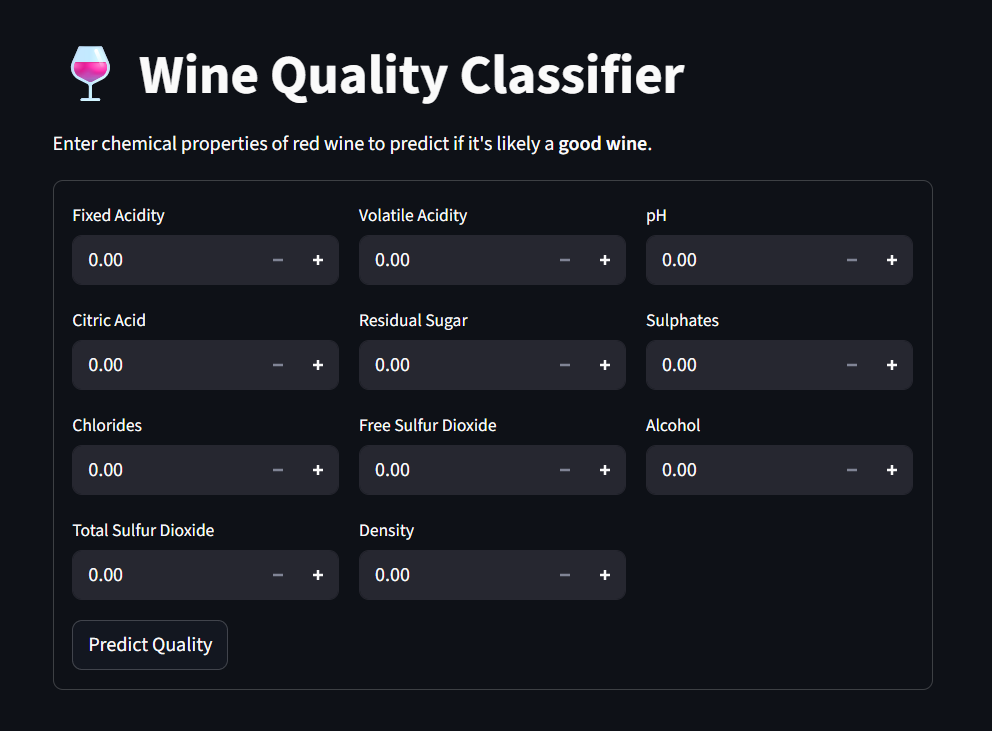 Wine Quality Classifier
Enter chemical properties of red wine to predict if it's likely a good wine.
Fixed Acidity
0.00
Volatile Acidity
0.00
pH
0.00
Citric Acid
0.00
Residual Sugar
0.00
Sulphates
0.00
Chlorides
0.00
Free Sulfur Dioxide
0.00
Alcohol
0.00
Total Sulfur Dioxide
0.00
Density
0.00
Predict Quality